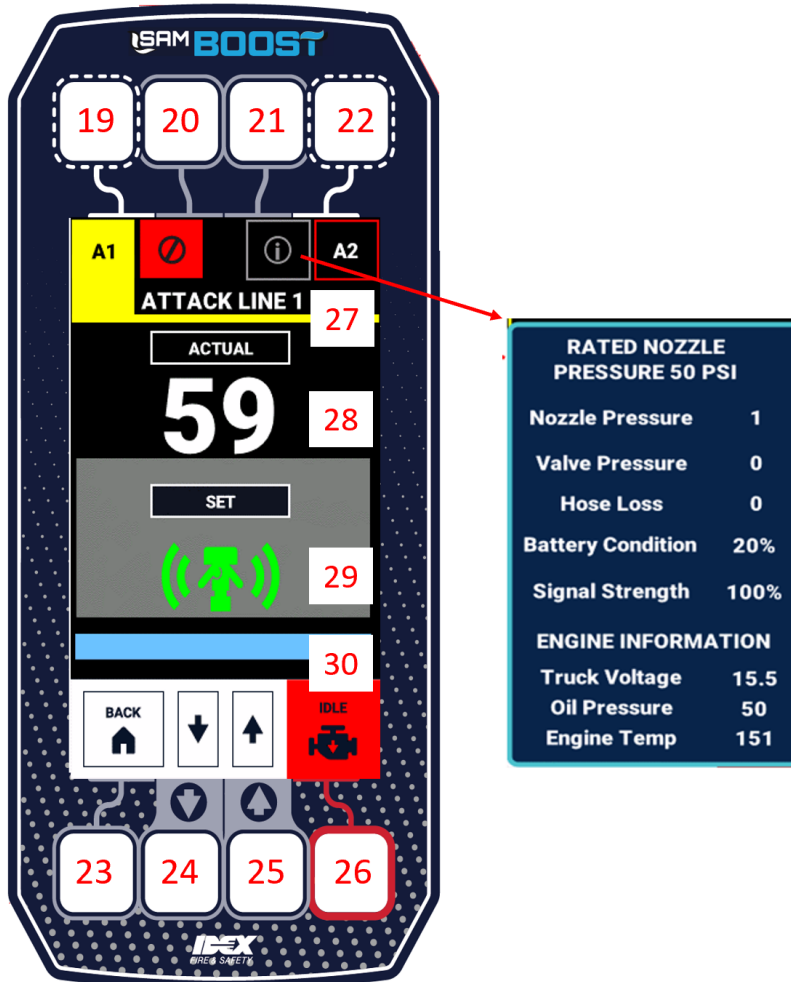 SAM BOOST
19 20 21 22
A1 A2
ATTACK LINE 1
27
ACTUAL
59
28
SET
29
30
BACK
IDLE
23 24 25 26
IDEX
FIRE & SAFETY
RATED NOZZLE
PRESSURE 50 PSI
Nozzle Pressure 1
Valve Pressure 0
Hose Loss 0
Battery Condition 20%
Signal Strength 100%
ENGINE INFORMATION
Truck Voltage 15.5
Oil Pressure 50
Engine Temp 151